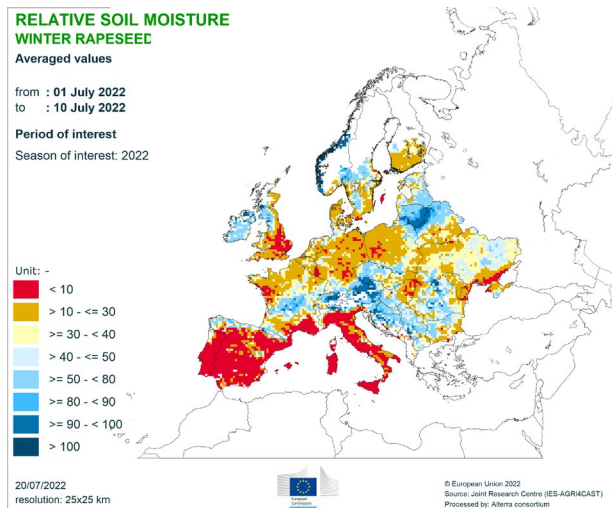 RELATIVE SOIL MOISTURE
WINTER RAPESEED
Averaged values
from : 01 July 2022
to : 10 July 2022
Period of interest
Season of interest: 2022
Unit: -
< 10
> 10 - <= 30
>= 30 - < 40
> 40 - <= 50
>= 50 - < 80
>= 80 - < 90
>= 90 - < 100
> 100
20/07/2022
resolution: 25x25 km
European
Commission
© European Union 2022
Source: Joint Research Centre (IES-AGRI4CAST)
Processed by: Alterra consortium